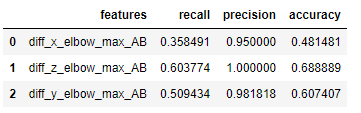 features recall precision accuracy
0 diff_x_elbow_max_AB 0.358491 0.950000 0.481481
1 diff_z_elbow_max_AB 0.603774 1.000000 0.688889
2 diff_y_elbow_max_AB 0.509434 0.981818 0.607407